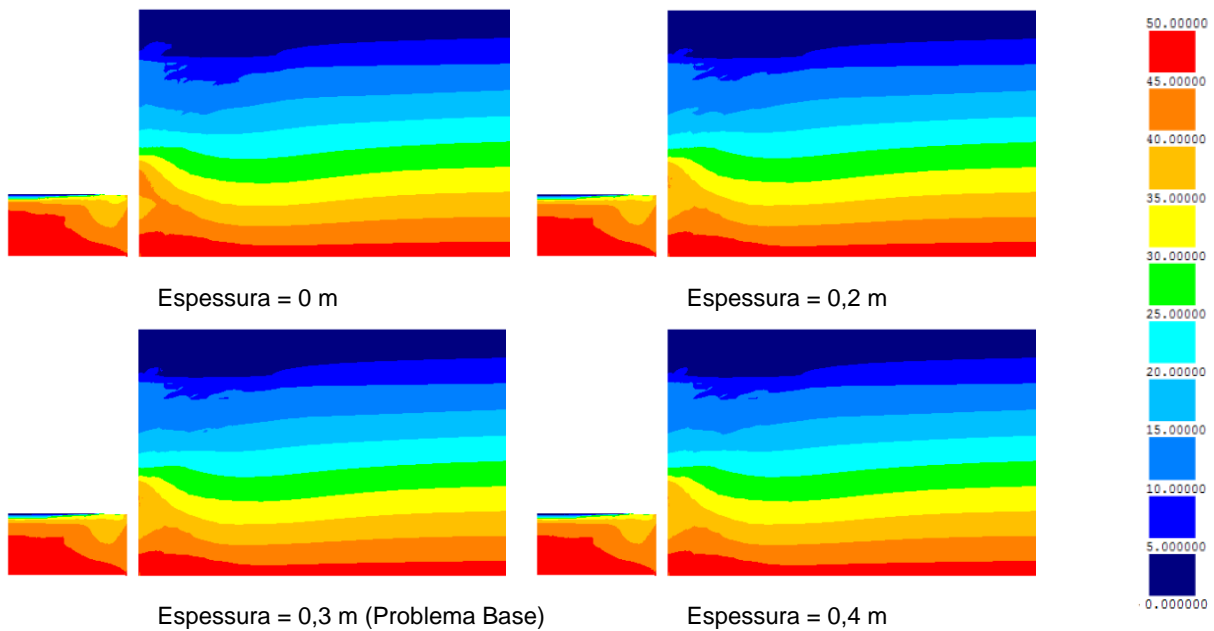 50.00000
45.00000
40.00000
35.00000
30.00000
25.00000
20.00000
15.00000
10.00000
5.000000
0.000000
Espessura = 0 m
Espessura = 0,2 m
Espessura = 0,3 m (Problema Base)
Espessura = 0,4 m